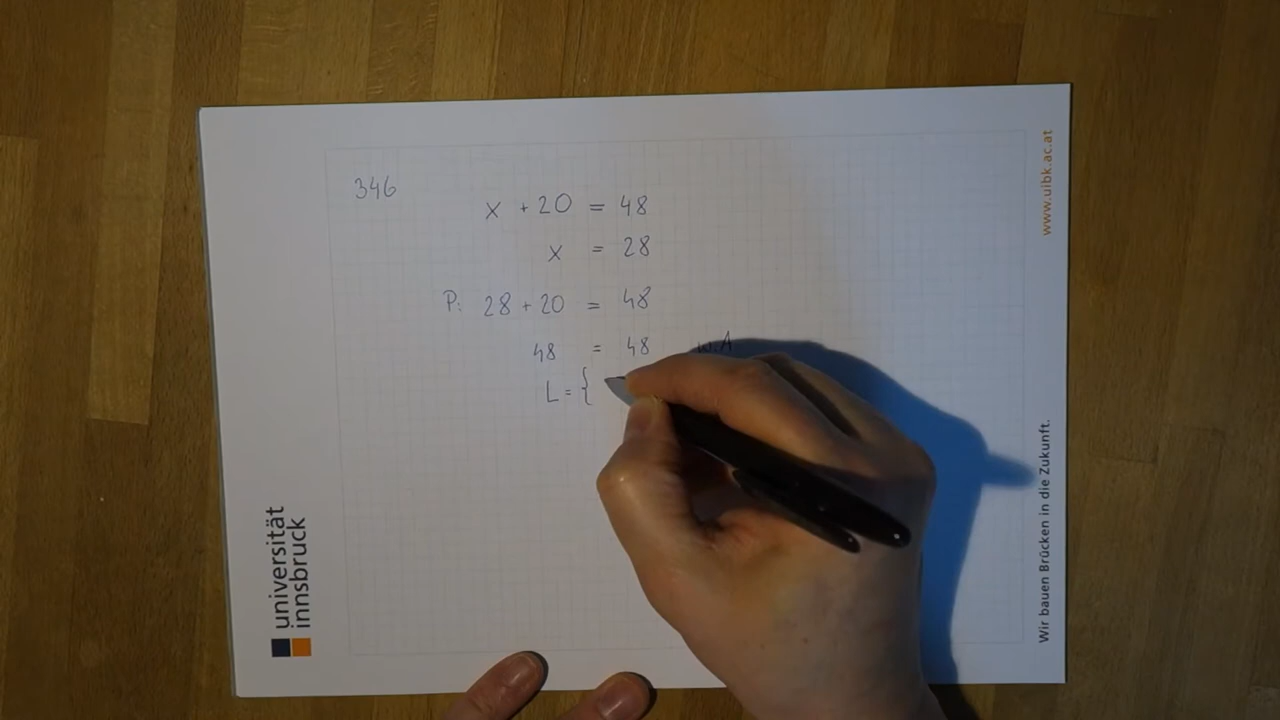 346
x + 20 = 48
x = 28
P: 28 + 20 = 48
48 = 48 w.A
L = {
universität
innsbruck
www.uibk.ac.at
Wir bauen Brücken in die Zukunft.